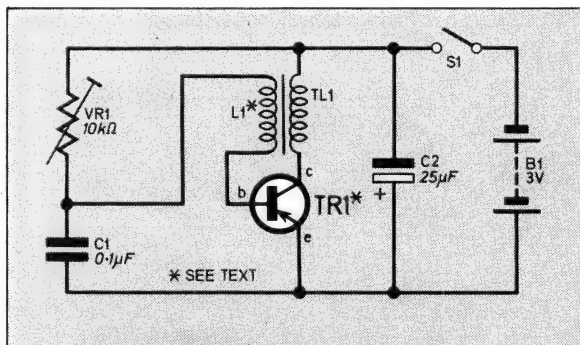 S1
VR1
10kΩ
L1*
TL1
C2
25μF
+
B1
3V
b
c
TR1*
e
C1
0·1μF
* SEE TEXT